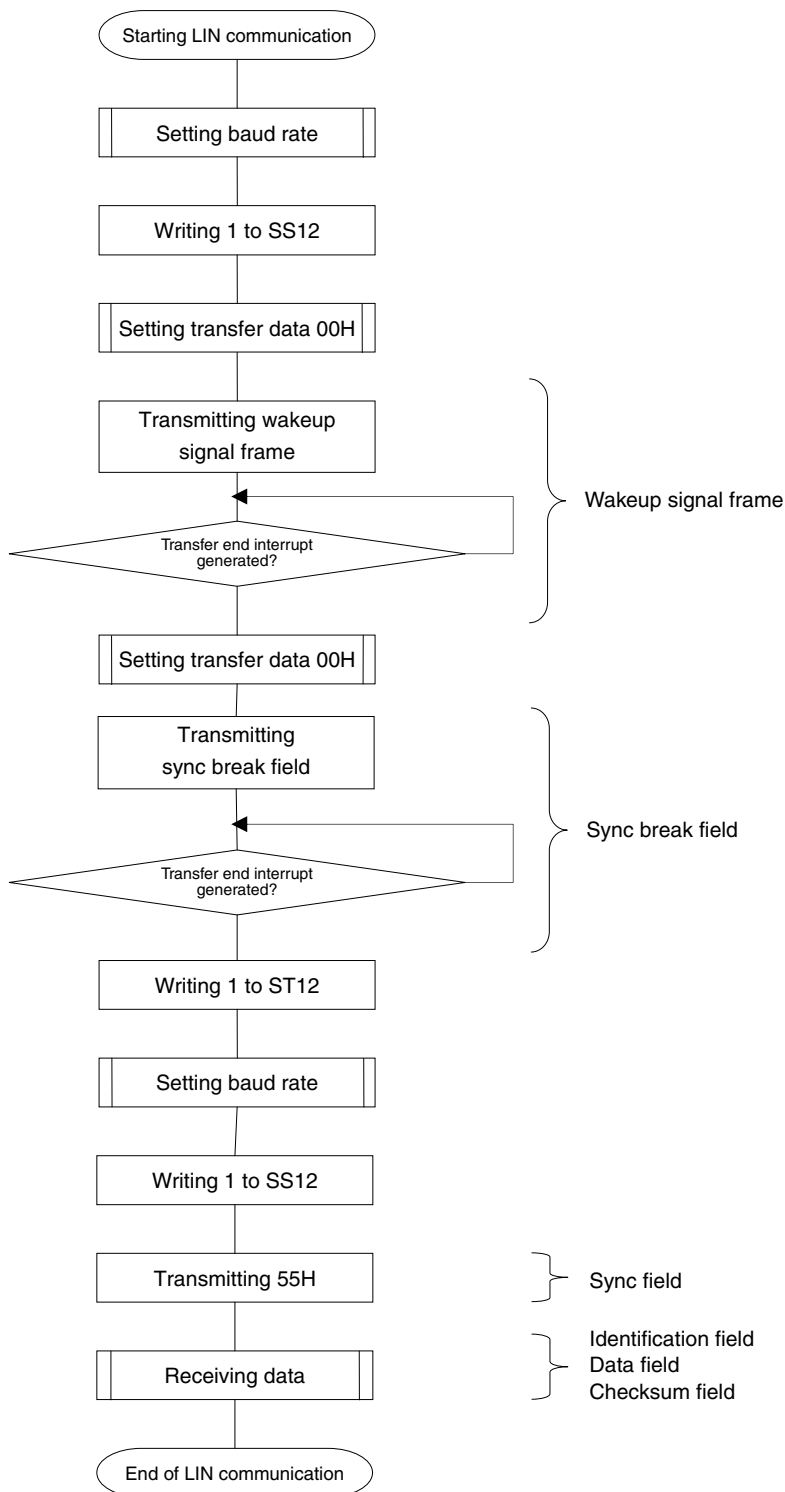 Starting LIN communication
Setting baud rate
Writing 1 to SS12
Setting transfer data 00H
Transmitting wakeup
signal frame
Wakeup signal frame
Transfer end interrupt
generated?
Setting transfer data 00H
Transmitting
sync break field
Sync break field
Transfer end interrupt
generated?
Writing 1 to ST12
Setting baud rate
Writing 1 to SS12
Transmitting 55H
Sync field
Receiving data
Identification field
Data field
Checksum field
End of LIN communication